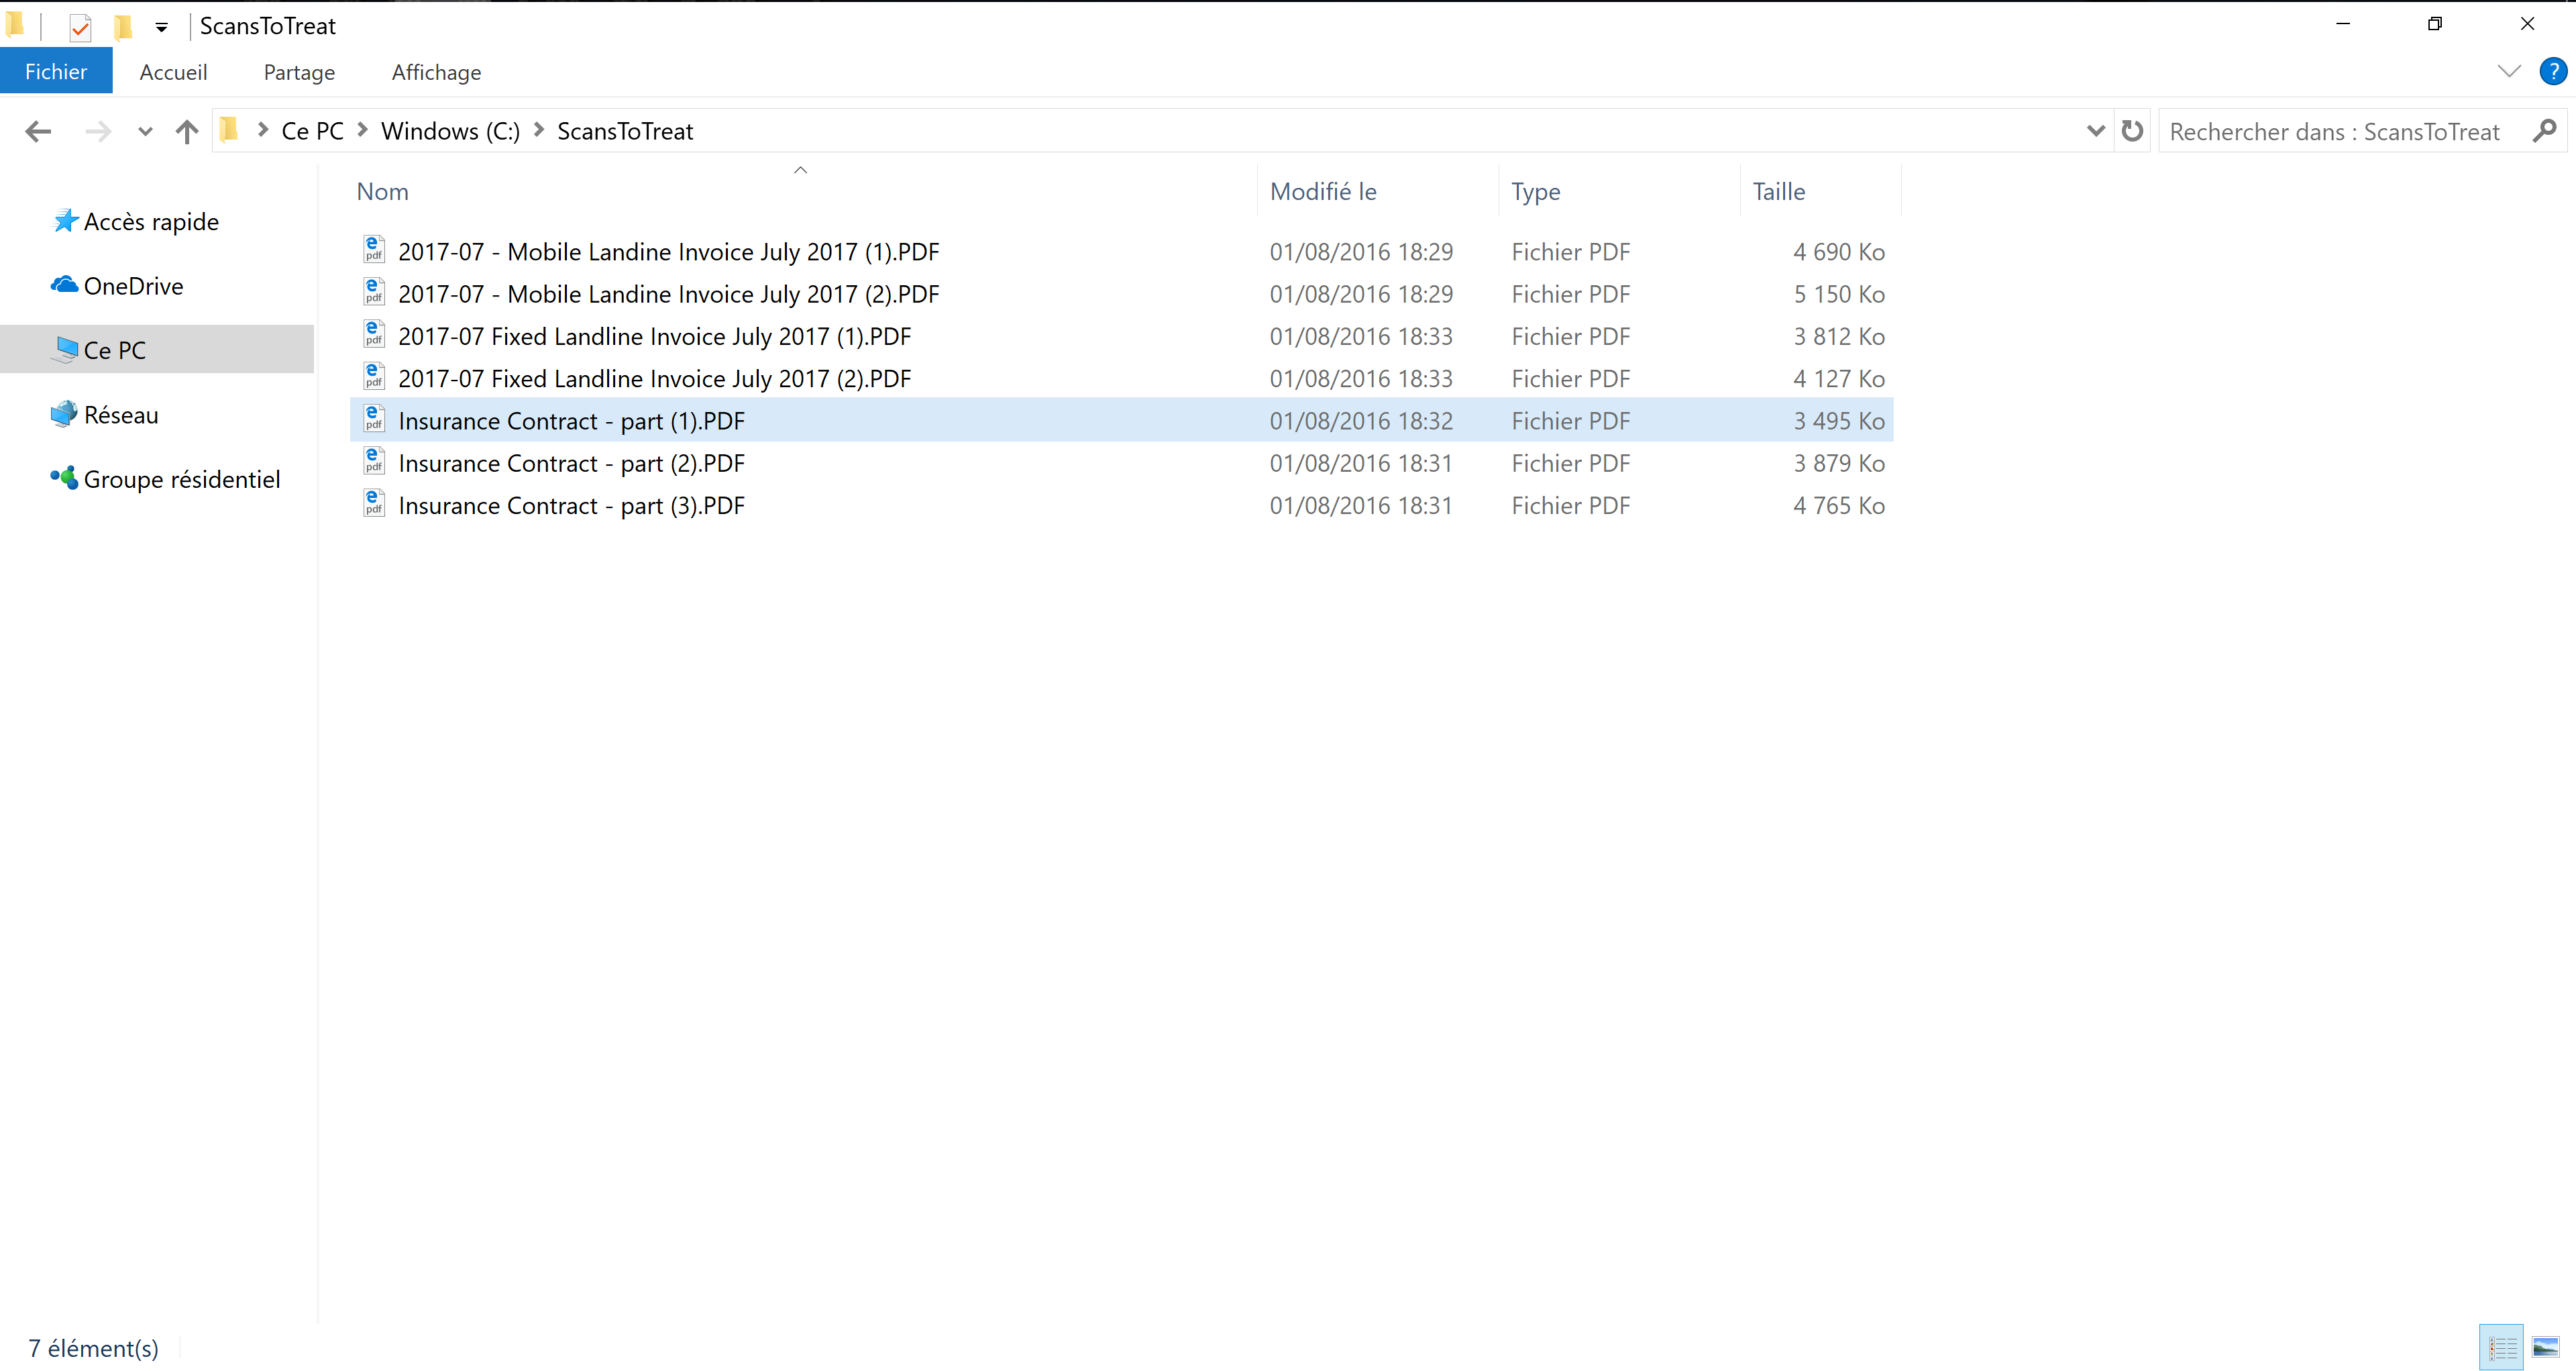 ScansToTreat
Fichier Accueil Partage Affichage ?
Ce PC Windows (C:) ScansToTreat Rechercher dans : ScansToTreat
Accès rapide
OneDrive
Ce PC
Réseau
Groupe résidentiel
Nom Modifié le Type Taille
2017-07 - Mobile Landine Invoice July 2017 (1).PDF 01/08/2016 18:29 Fichier PDF 4 690 Ko
2017-07 - Mobile Landine Invoice July 2017 (2).PDF 01/08/2016 18:29 Fichier PDF 5 150 Ko
2017-07 Fixed Landline Invoice July 2017 (1).PDF 01/08/2016 18:33 Fichier PDF 3 812 Ko
2017-07 Fixed Landline Invoice July 2017 (2).PDF 01/08/2016 18:33 Fichier PDF 4 127 Ko
Insurance Contract - part (1).PDF 01/08/2016 18:32 Fichier PDF 3 495 Ko
Insurance Contract - part (2).PDF 01/08/2016 18:31 Fichier PDF 3 879 Ko
Insurance Contract - part (3).PDF 01/08/2016 18:31 Fichier PDF 4 765 Ko
7 élément(s)